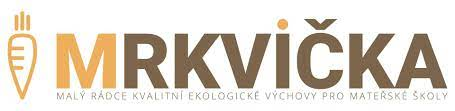 MRKVIČKA
MALÝ RÁDCE KVALITNÍ EKOLOGICKÉ VÝCHOVY PRO MATEŘSKÉ ŠKOLY